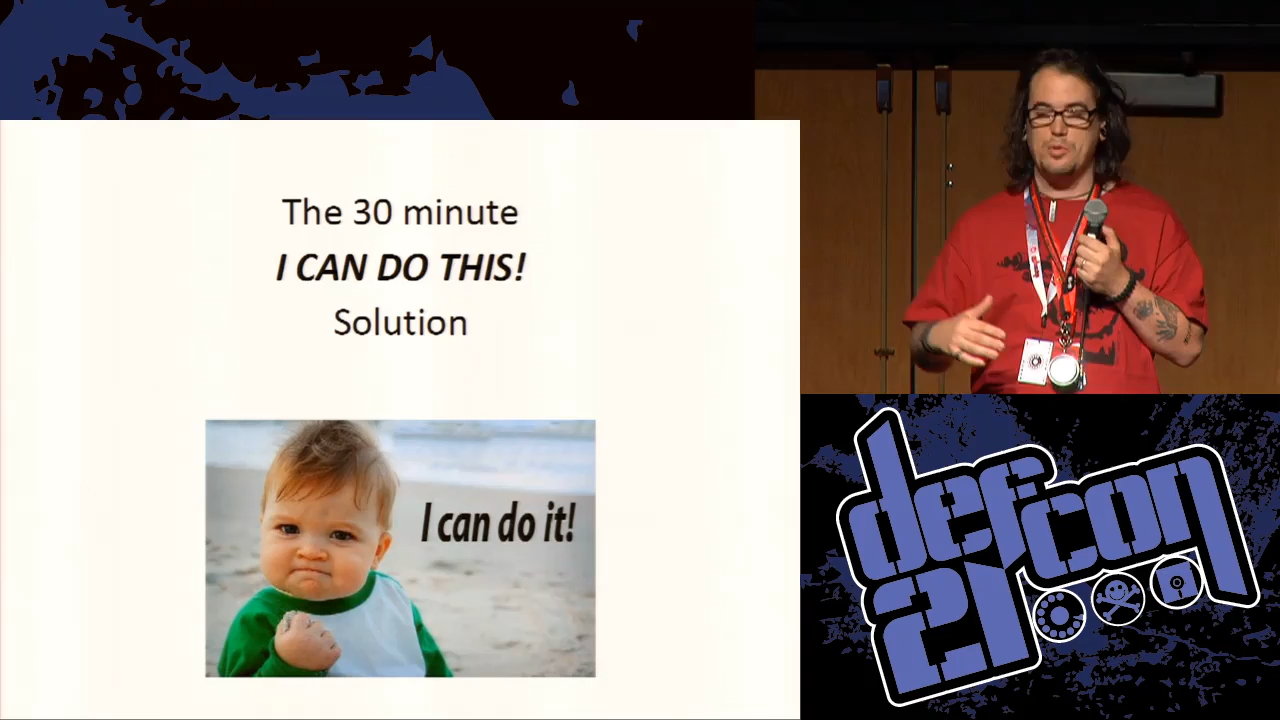 The 30 minute
I CAN DO THIS!
Solution
I can do it!
defcon
21